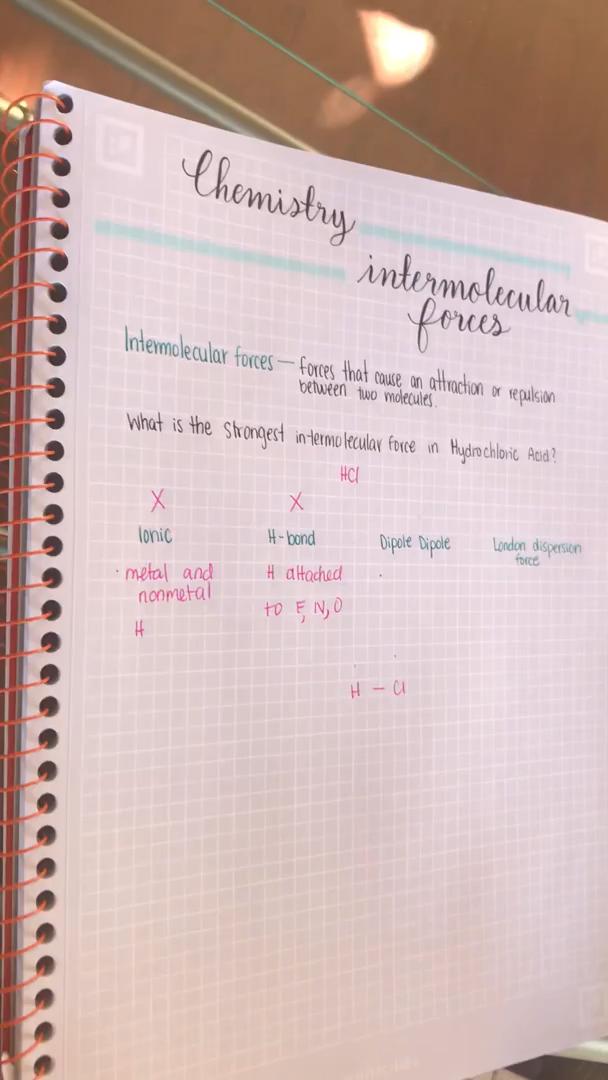 Chemistry
intermolecular
forces
Intermolecular forces — forces that cause an attraction or repulsion
between two molecules.
What is the strongest intermolecular force in Hydrochloric Acid?
HCl
X X
Ionic H-bond Dipole Dipole London dispersion
force
· metal and H attached ·
nonmetal to F, N, O
H
H – Cl